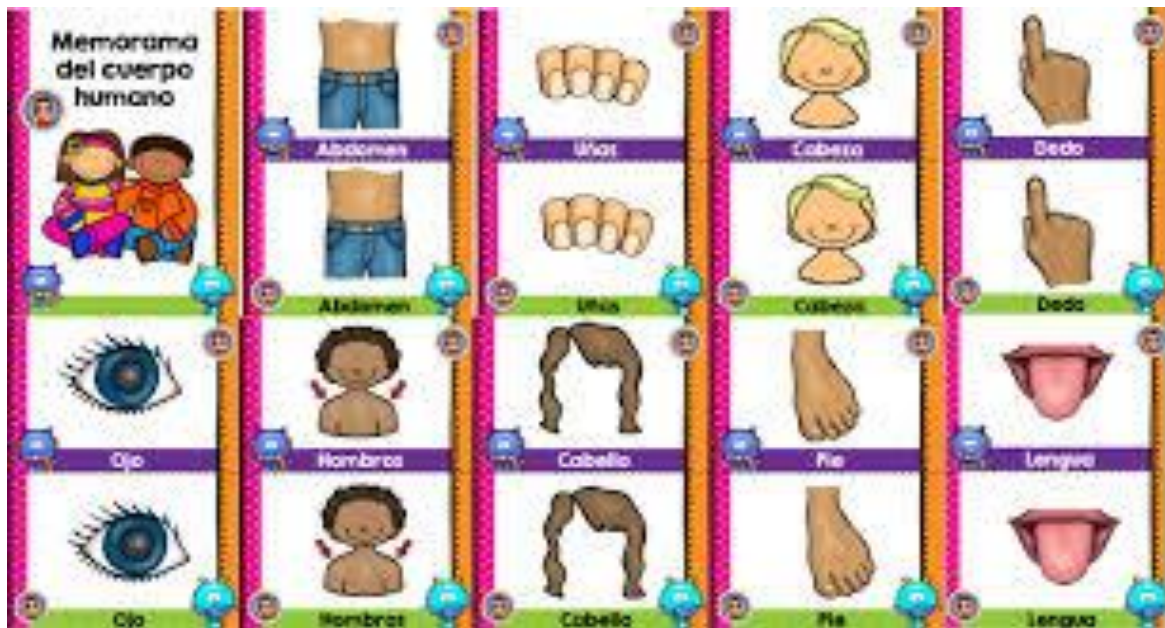 Memorama
del cuerpo
humano
Abdomen
Uñas
Cabeza
Dedo
Abdomen
Uñas
Cabeza
Dedo
Ojo
Hombros
Cabello
Pie
Lengua
Ojo
Hombros
Cabello
Pie
Lengua